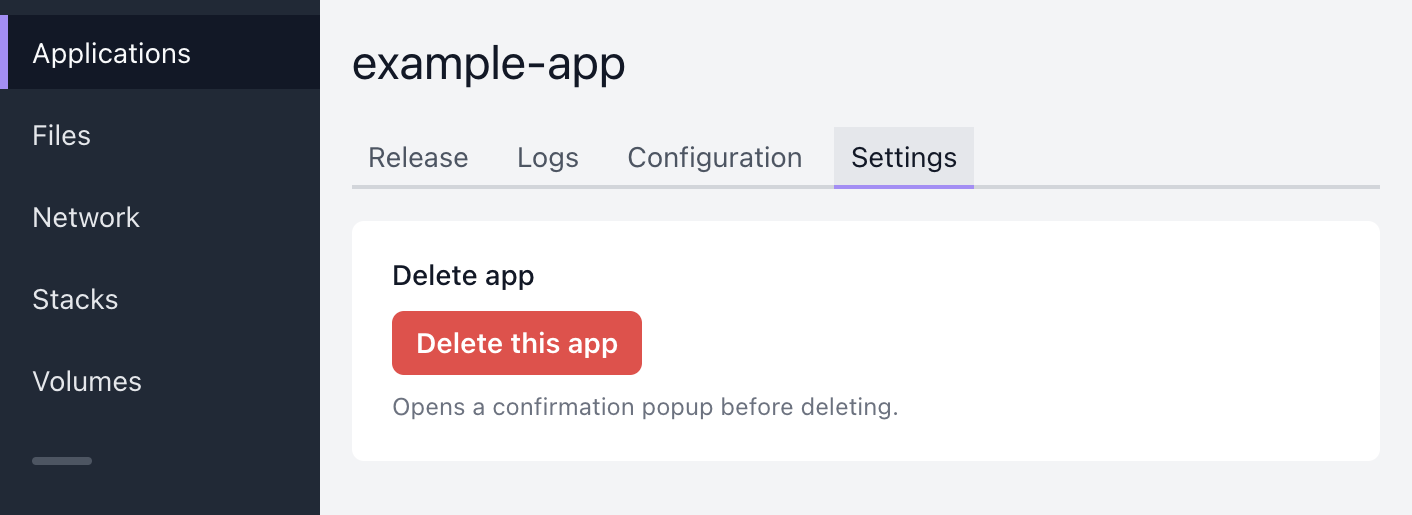 Applications
Files
Network
Stacks
Volumes
example-app
Release Logs Configuration Settings
Delete app
Delete this app
Opens a confirmation popup before deleting.